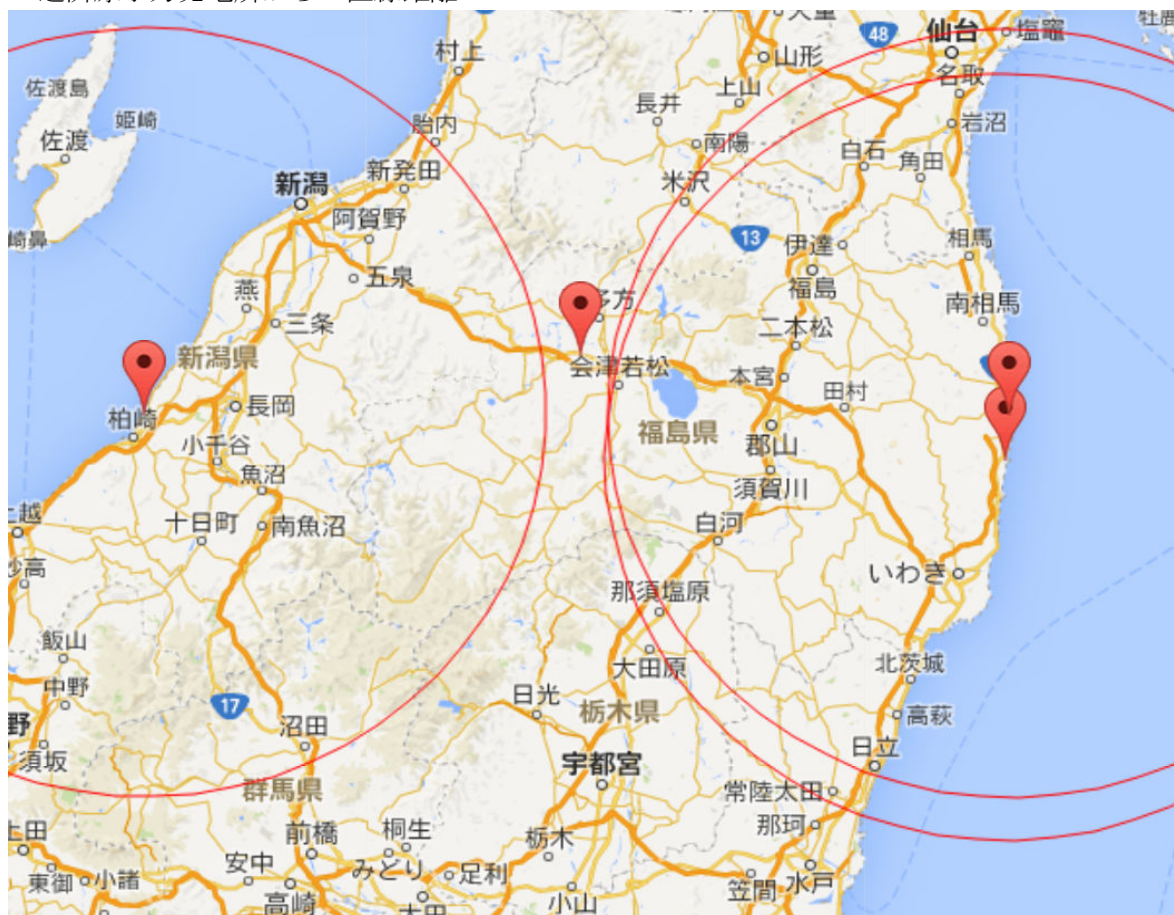 仙台
塩竈
48
村上
山形
名取
上山
佐渡島
長井
姫崎
岩沼
佐渡
胎内
南陽
白石
角田
新発田
米沢
新潟
阿賀野
13
伊達
相馬
崎鼻
五泉
福島
燕
多方
南相馬
三条
二本松
新潟県
会津若松
本宮
田村
長岡
柏崎
福島県
郡山
小千谷
魚沼
須賀川
上越
十日町
南魚沼
白河
妙高
いわき
那須塩原
飯山
大田原
北茨城
中野
日光
17
栃木県
高萩
野
沼田
日立
須坂
宇都宮
群馬県
常陸太田
上田
前橋
桐生
栃木
那珂
安中
みどり
足利
東御
小諸
高崎
太田
小山
笠間
水戸